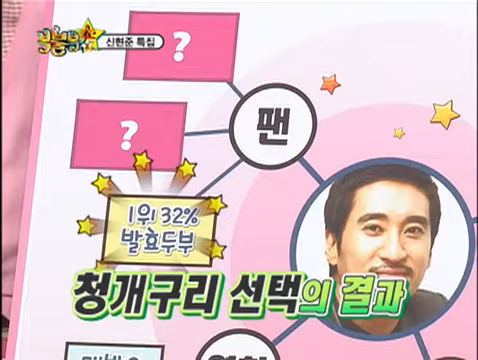 신현준 특집
?
?
팬
1위 32%
발효두부
청개구리 선택의 결과